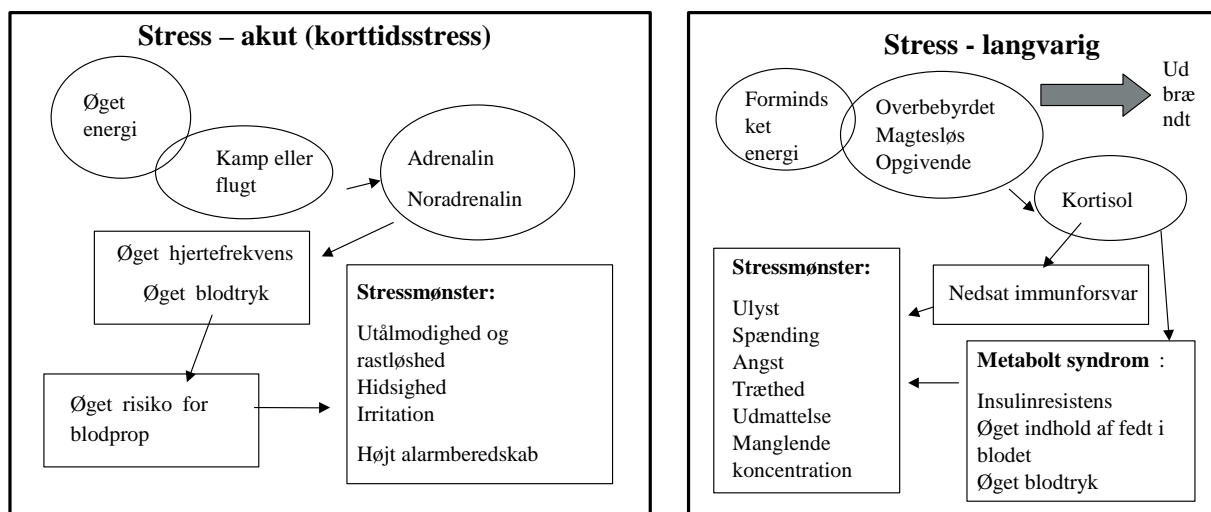 Stress – akut (korttidsstress)
Øget
energi
Kamp eller
flugt
Adrenalin
Noradrenalin
Øget hjertefrekvens
Øget blodtryk
Øget risiko for
blodprop
Stressmønster:
Utålmodighed og
rastløshed
Hidsighed
Irritation
Højt alarmberedskab
Stress - langvarig
Formindsket
ket
energi
Overbebyrdet
Magtesløs
Opgivende
Ud
bræ
ndt
Kortisol
Nedsat immunforsvar
Stressmønster:
Ulyst
Spænding
Angst
Træthed
Udmattelse
Manglende
koncentration
Metabolt syndrom :
Insulinresistens
Øget indhold af fedt i
blodet
Øget blodtryk